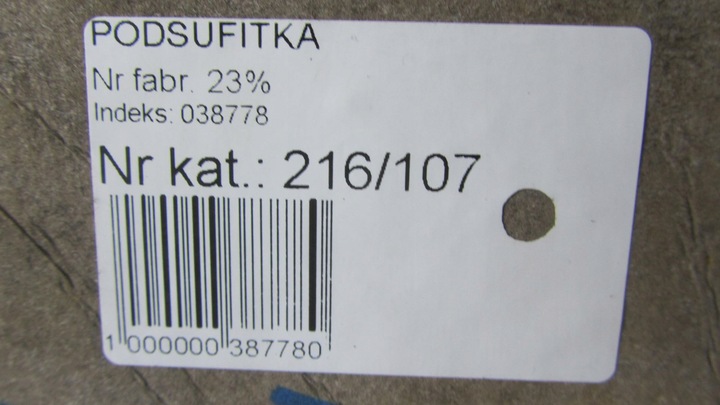 PODSUFITKA
Nr fabr. 23%
Indeks: 038778
Nr kat.: 216/107
1 000000 387780